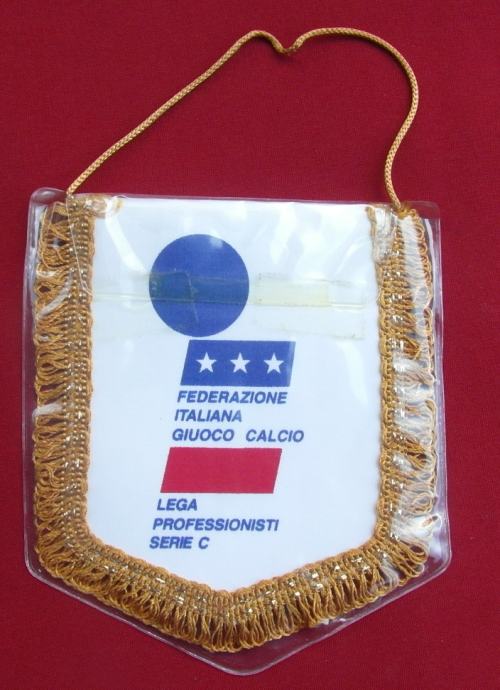 FEDERAZIONE
ITALIANA
GIUOCO CALCIO
LEGA
PROFESSIONISTI
SERIE C